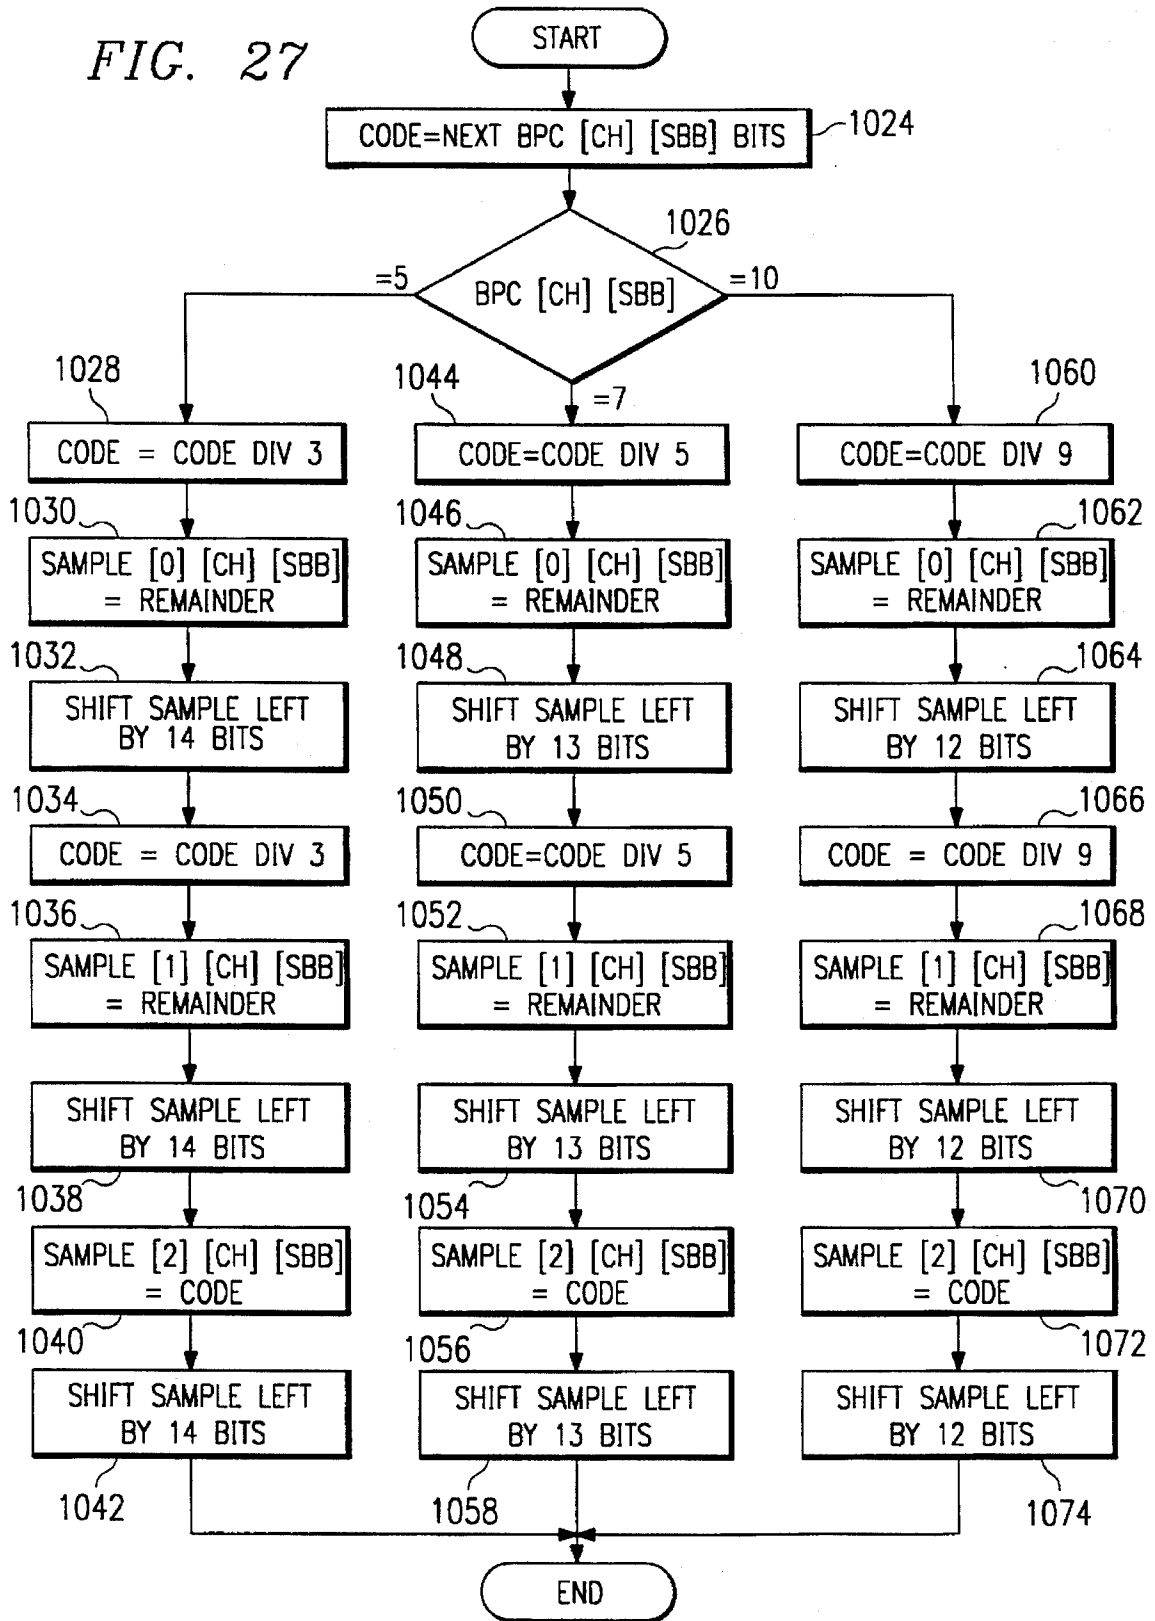 FIG. 27
START
CODE=NEXT BPC [CH] [SBB] BITS
1024
1026
BPC [CH] [SBB]
=5
=7
=10
1028
CODE = CODE DIV 3
1030
SAMPLE [0] [CH] [SBB]
= REMAINDER
1032
SHIFT SAMPLE LEFT
BY 14 BITS
1034
CODE = CODE DIV 3
1036
SAMPLE [1] [CH] [SBB]
= REMAINDER
SHIFT SAMPLE LEFT
BY 14 BITS
1038
SAMPLE [2] [CH] [SBB]
= CODE
1040
SHIFT SAMPLE LEFT
BY 14 BITS
1042
1044
CODE=CODE DIV 5
1046
SAMPLE [0] [CH] [SBB]
= REMAINDER
1048
SHIFT SAMPLE LEFT
BY 13 BITS
1050
CODE=CODE DIV 5
1052
SAMPLE [1] [CH] [SBB]
= REMAINDER
SHIFT SAMPLE LEFT
BY 13 BITS
1054
SAMPLE [2] [CH] [SBB]
= CODE
1056
SHIFT SAMPLE LEFT
BY 13 BITS
1058
1060
CODE=CODE DIV 9
1062
SAMPLE [0] [CH] [SBB]
= REMAINDER
1064
SHIFT SAMPLE LEFT
BY 12 BITS
1066
CODE = CODE DIV 9
1068
SAMPLE [1] [CH] [SBB]
= REMAINDER
SHIFT SAMPLE LEFT
BY 12 BITS
1070
SAMPLE [2] [CH] [SBB]
= CODE
1072
SHIFT SAMPLE LEFT
BY 12 BITS
1074
END